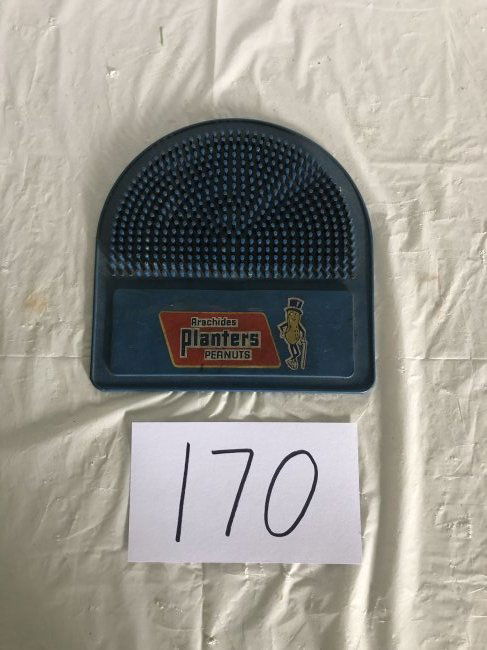 Arachides
Planters
PEANUTS
170